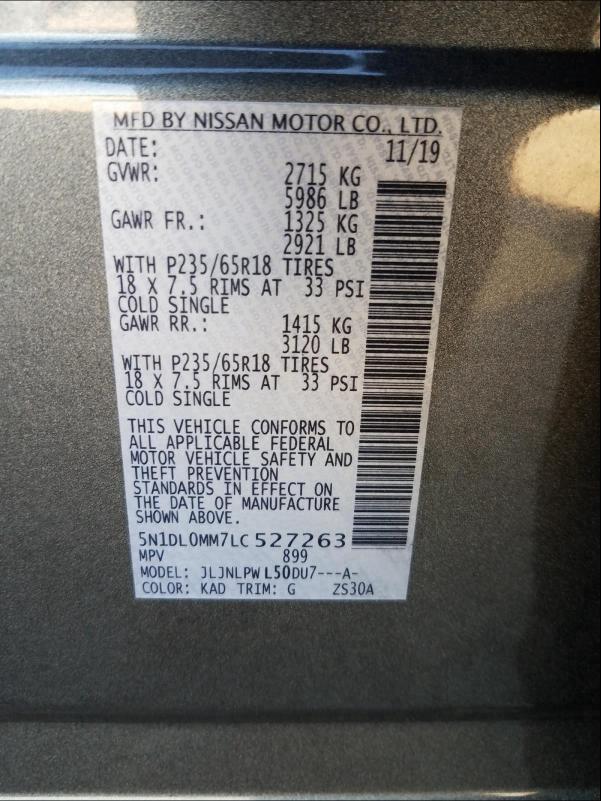 MFD BY NISSAN MOTOR CO., LTD.
DATE: 11/19
GVWR: 2715 KG
5986 LB
GAWR FR.: 1325 KG
2921 LB
WITH P235/65R18 TIRES
18 X 7.5 RIMS AT 33 PSI
COLD SINGLE
GAWR RR.: 1415 KG
3120 LB
WITH P235/65R18 TIRES
18 X 7.5 RIMS AT 33 PSI
COLD SINGLE
THIS VEHICLE CONFORMS TO
ALL APPLICABLE FEDERAL
MOTOR VEHICLE SAFETY AND
THEFT PREVENTION
STANDARDS IN EFFECT ON
THE DATE OF MANUFACTURE
SHOWN ABOVE.
5N1DL0MM7LC527263
MPV 899
MODEL: JLJNLPWL50DU7---A-
COLOR: KAD TRIM: G ZS30A